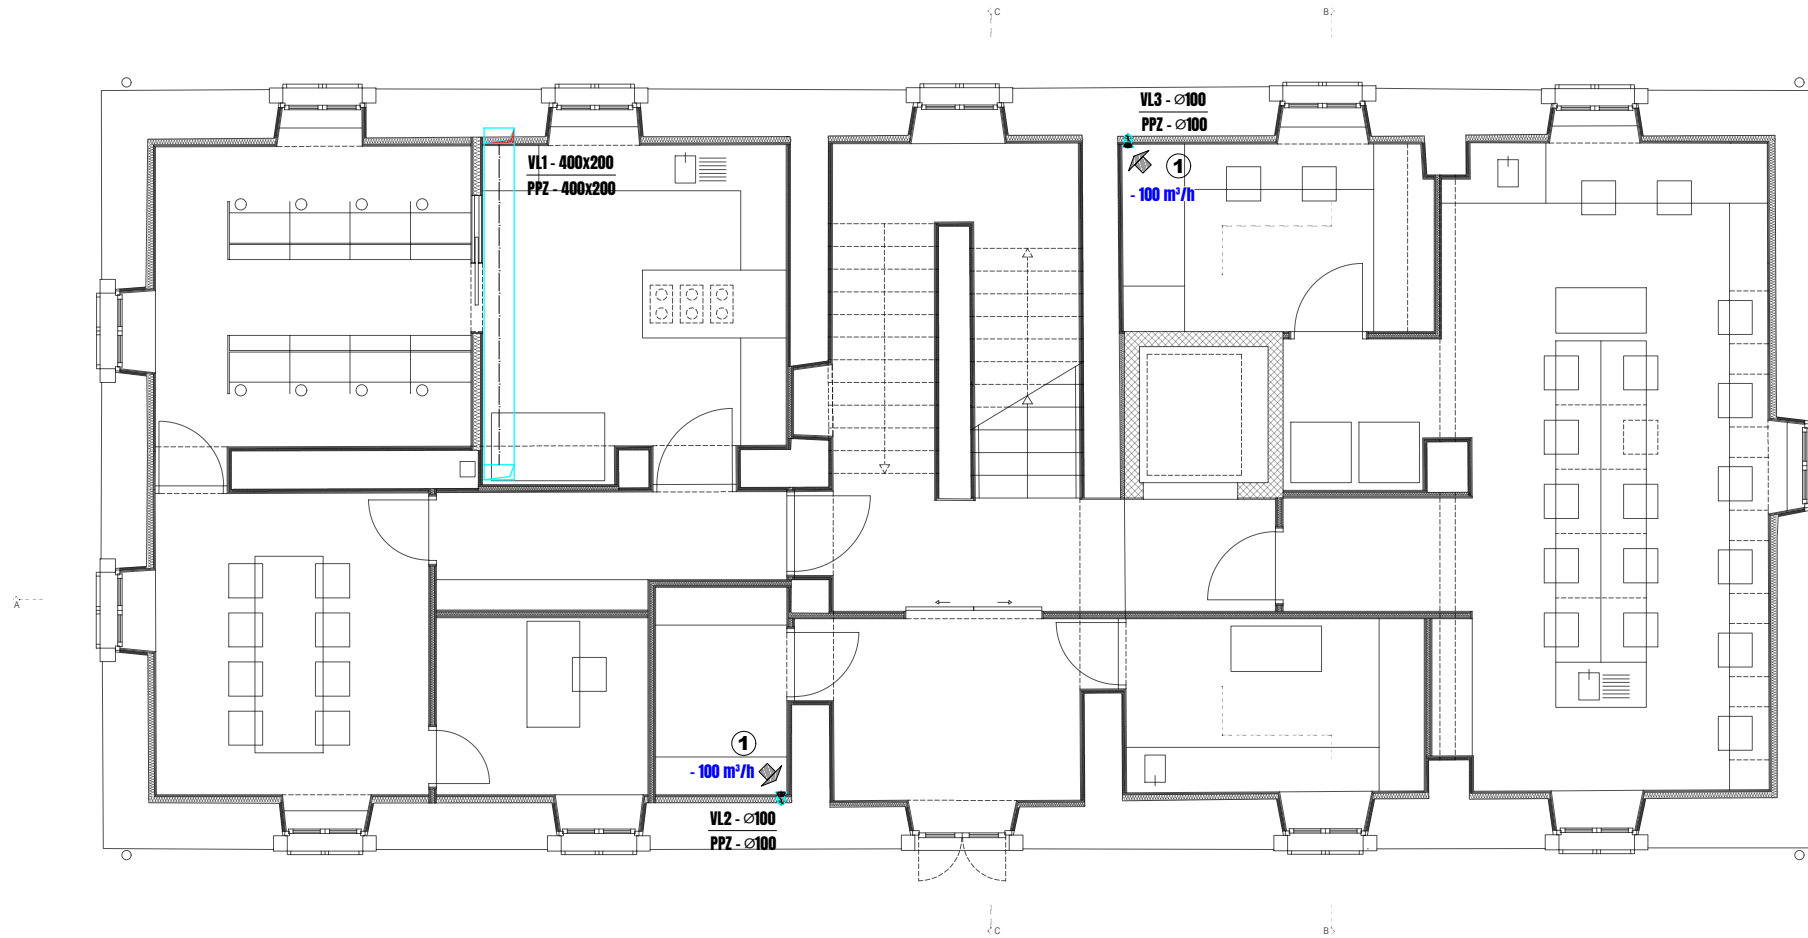 C
B
VL3 - ∅100
PPZ - ∅100
VL1 - 400x200
PPZ - 400x200
1
- 100 m³/h
A
1
- 100 m³/h
VL2 - ∅100
PPZ - ∅100
C
B